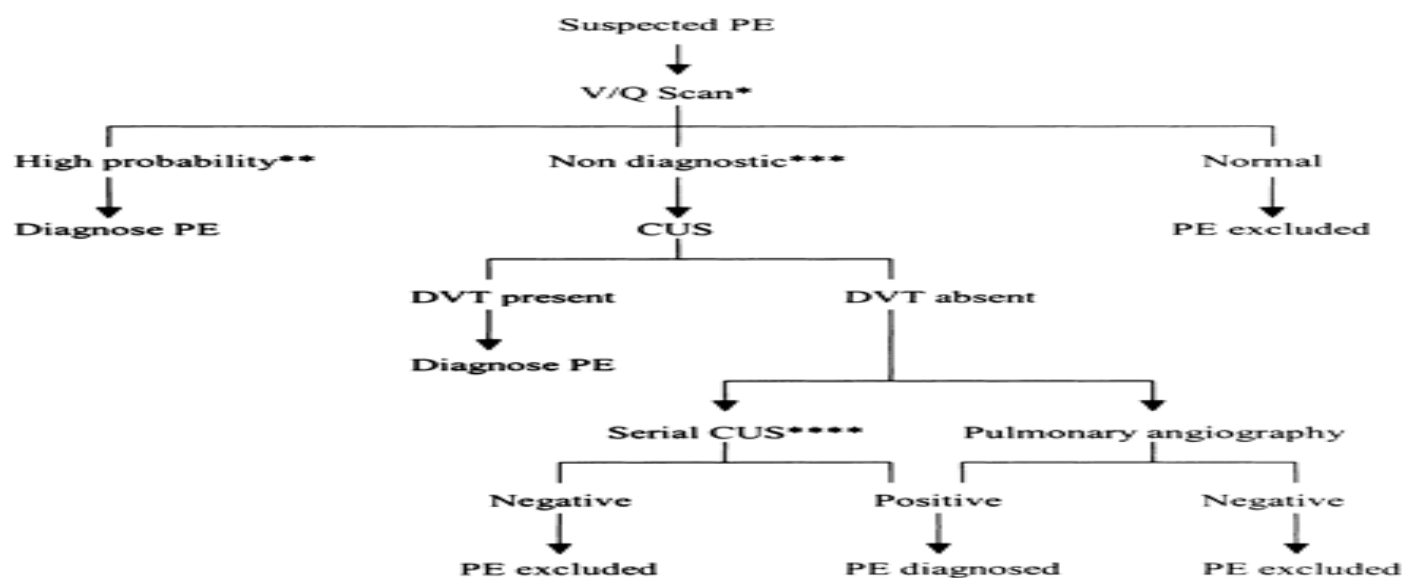 Suspected PE
V/Q Scan*
High probability** Non diagnostic*** Normal
Diagnose PE CUS PE excluded
DVT present DVT absent
Diagnose PE
Serial CUS**** Pulmonary angiography
Negative Positive Negative
PE excluded PE diagnosed PE excluded